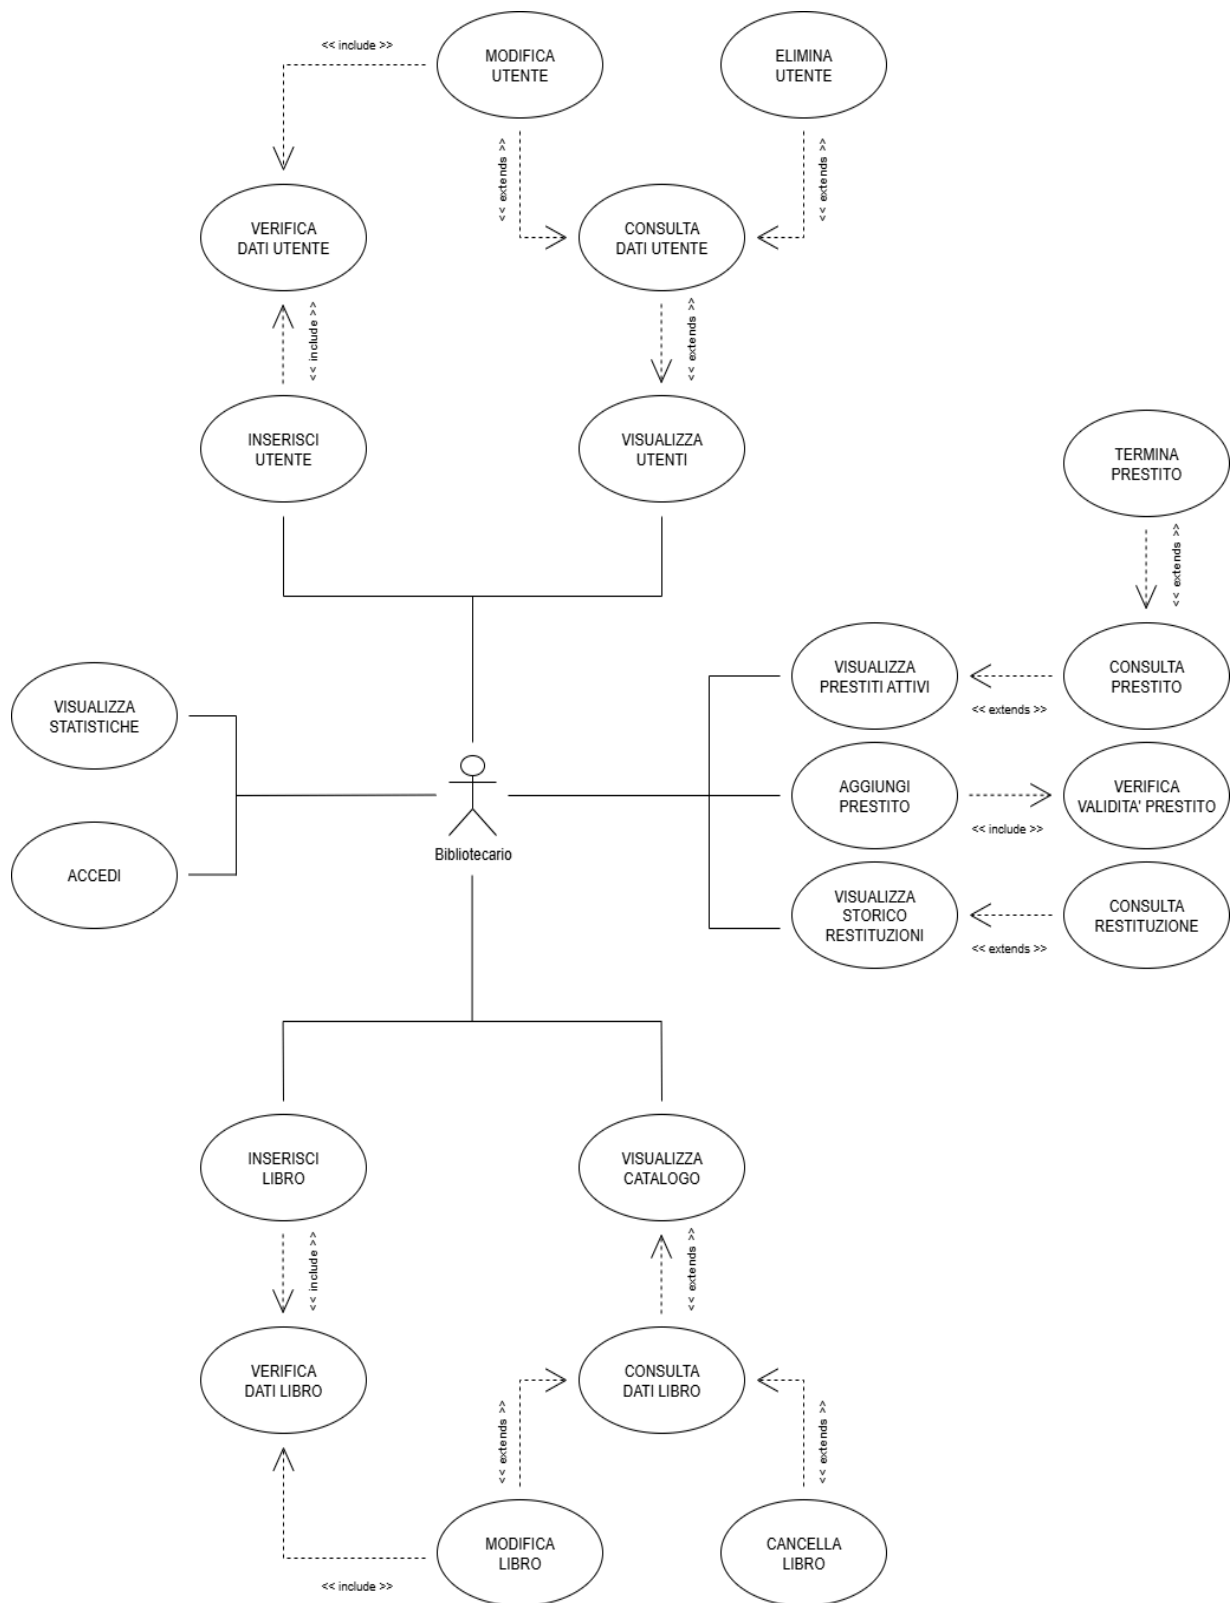 << include >>
MODIFICA
UTENTE
ELIMINA
UTENTE
<< extends >>
<< extends >>
VERIFICA
DATI UTENTE
CONSULTA
DATI UTENTE
<< include >>
<< extends >>
INSERISCI
UTENTE
VISUALIZZA
UTENTI
TERMINA
PRESTITO
<< extends >>
VISUALIZZA
STATISTICHE
VISUALIZZA
PRESTITI ATTIVI
CONSULTA
PRESTITO
<< extends >>
AGGIUNGI
PRESTITO
VERIFICA
VALIDITA' PRESTITO
<< include >>
Bibliotecario
ACCEDI
VISUALIZZA
STORICO
RESTITUZIONI
CONSULTA
RESTITUZIONE
<< extends >>
INSERISCI
LIBRO
VISUALIZZA
CATALOGO
<< include >>
<< extends >>
VERIFICA
DATI LIBRO
CONSULTA
DATI LIBRO
<< extends >>
<< extends >>
MODIFICA
LIBRO
CANCELLA
LIBRO
<< include >>